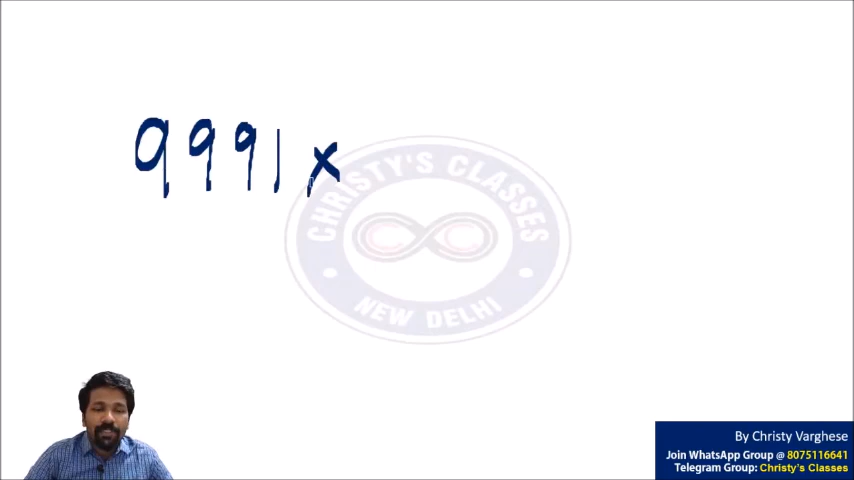 9991 ×
CHRISTY'S CLASSES
NEW DELHI
By Christy Varghese
Join WhatsApp Group @ 8075116641
Telegram Group: Christy's Classes